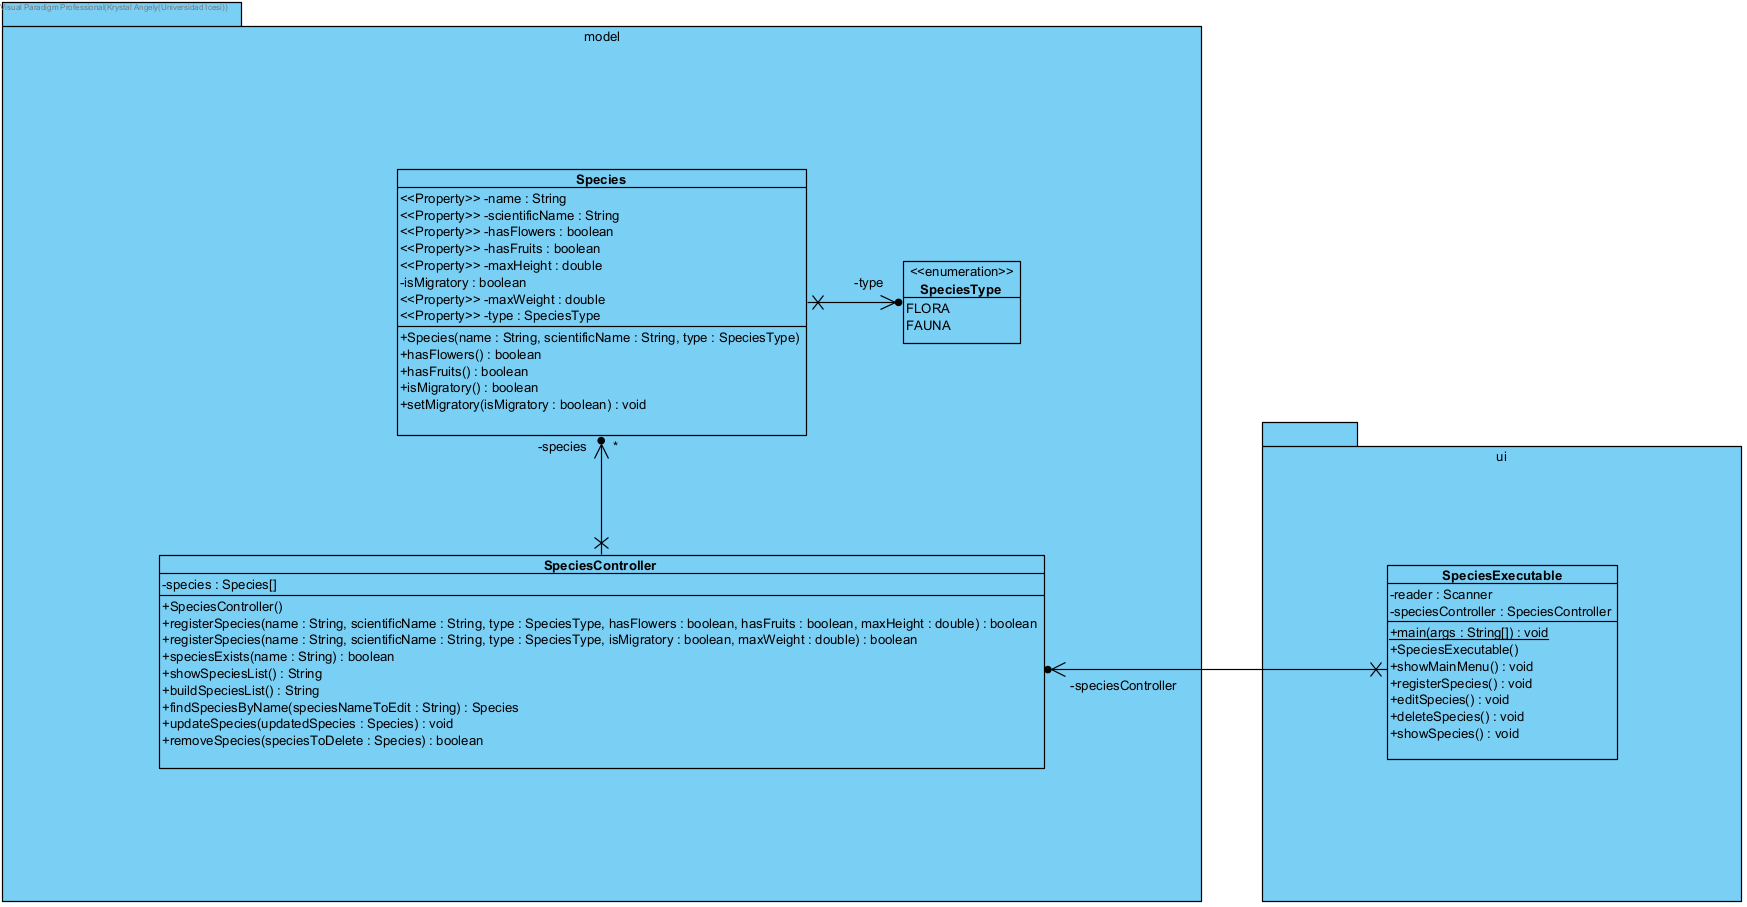 Visual Paradigm Professional(Krystal Angely(Universidad Icesi))
model
Species
<<Property>> -name : String
<<Property>> -scientificName : String
<<Property>> -hasFlowers : boolean
<<Property>> -hasFruits : boolean
<<Property>> -maxHeight : double
-isMigratory : boolean
<<Property>> -maxWeight : double
<<Property>> -type : SpeciesType
+Species(name : String, scientificName : String, type : SpeciesType)
+hasFlowers() : boolean
+hasFruits() : boolean
+isMigratory() : boolean
+setMigratory(isMigratory : boolean) : void
-type
<<enumeration>>
SpeciesType
FLORA
FAUNA
-species
*
SpeciesController
-species : Species[]
+SpeciesController()
+registerSpecies(name : String, scientificName : String, type : SpeciesType, hasFlowers : boolean, hasFruits : boolean, maxHeight : double) : boolean
+registerSpecies(name : String, scientificName : String, type : SpeciesType, isMigratory : boolean, maxWeight : double) : boolean
+speciesExists(name : String) : boolean
+showSpeciesList() : String
+buildSpeciesList() : String
+findSpeciesByName(speciesNameToEdit : String) : Species
+updateSpecies(updatedSpecies : Species) : void
+removeSpecies(speciesToDelete : Species) : boolean
-speciesController
ui
SpeciesExecutable
-reader : Scanner
-speciesController : SpeciesController
+main(args : String[]) : void
+SpeciesExecutable()
+showMainMenu() : void
+registerSpecies() : void
+editSpecies() : void
+deleteSpecies() : void
+showSpecies() : void